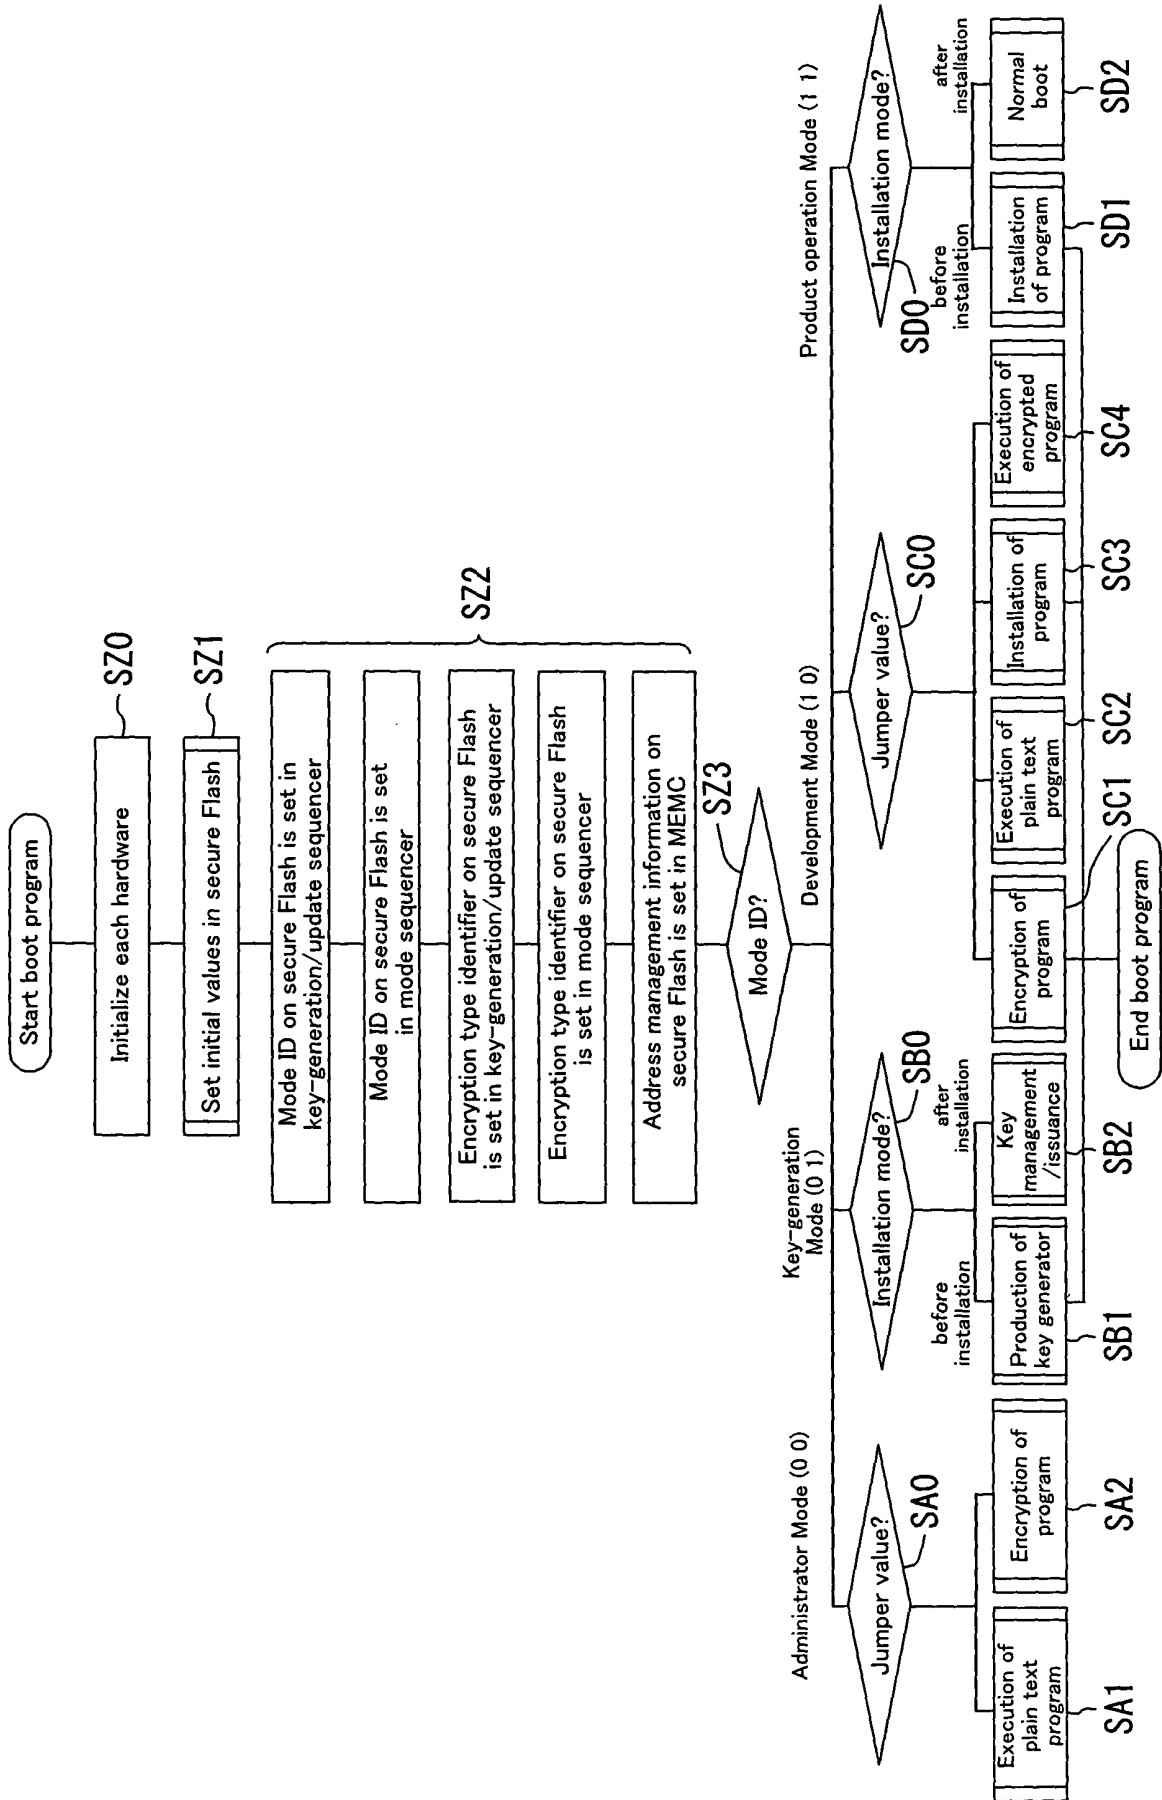 Start boot program
Initialize each hardware
SZ0
Set initial values in secure Flash
SZ1
Mode ID on secure Flash is set in
key-generation/update sequencer
Mode ID on secure Flash is set
in mode sequencer
Encryption type identifier on secure Flash
is set in key-generation/update sequencer
Encryption type identifier on secure Flash
is set in mode sequencer
Address management information on
secure Flash is set in MEMC
SZ2
Mode ID?
SZ3
Administrator Mode (0 0)
Key-generation
Mode (0 1)
Development Mode (1 0)
Product operation Mode (1 1)
Jumper value?
SA0
Installation mode?
SB0
Jumper value?
SC0
Installation mode?
SD0
before
installation
after
installation
before
installation
after
installation
Execution of
plain text
program
Encryption of
program
Production of
key generator
Key
management
/issuance
Encryption of
program
Execution of
plain text
program
Installation of
program
Execution of
encrypted
program
Installation
of program
Normal
boot
SA1
SA2
SB1
SB2
SC1
SC2
SC3
SC4
SD1
SD2
End boot program